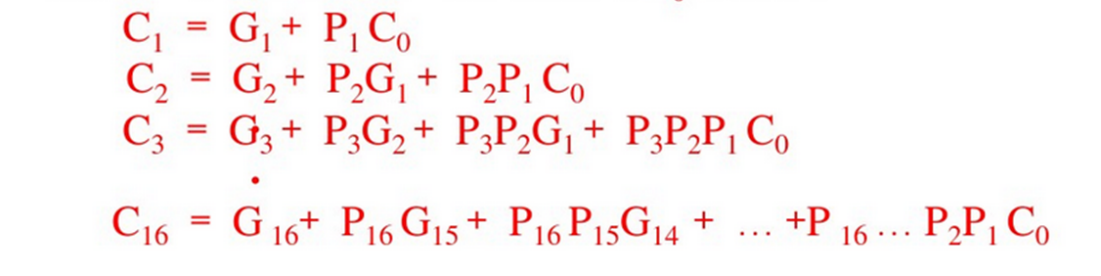 C₁ = G₁ + P₁ C₀
C₂ = G₂ + P₂G₁ + P₂P₁ C₀
C₃ = G₃ + P₃G₂ + P₃P₂G₁ + P₃P₂P₁ C₀
.
C₁₆ = G ₁₆ + P₁₆ G₁₅ + P₁₆ P₁₅G₁₄ + ... +P ₁₆ ... P₂P₁ C₀